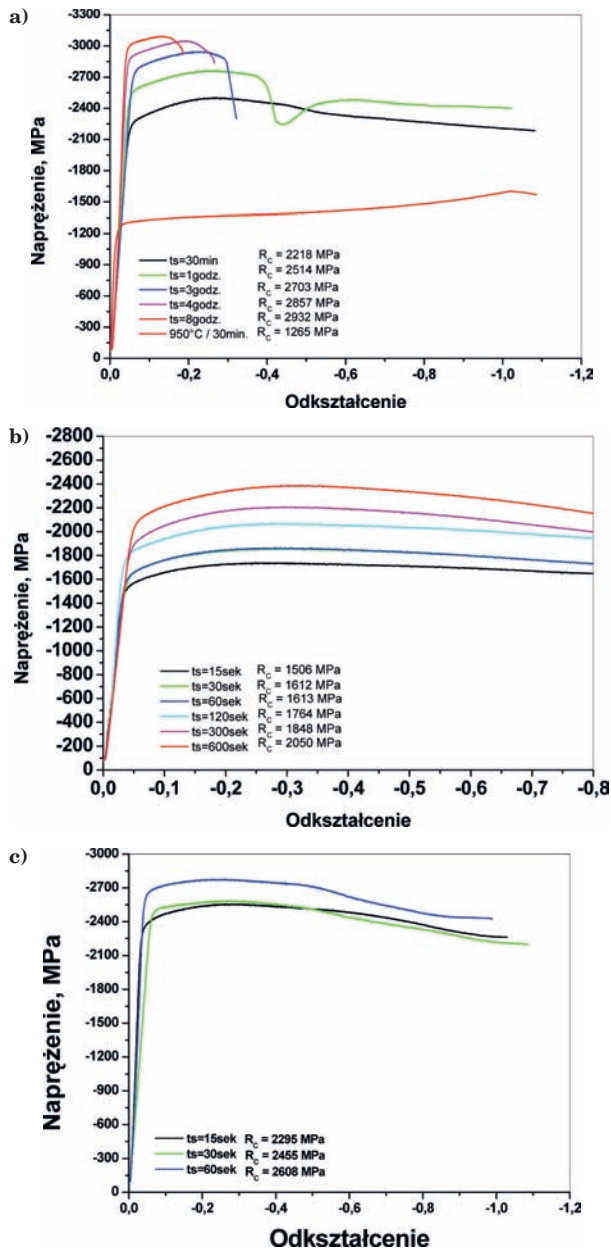 a)
Naprężenie, MPa
-3300
-3000
-2700
-2400
-2100
-1800
-1500
-1200
-900
-600
-300
0
ts=30min R_C = 2218 MPa
ts=1godz. R_C = 2514 MPa
ts=3godz. R_C = 2703 MPa
ts=4godz. R_C = 2857 MPa
ts=8godz. R_C = 2932 MPa
950°C / 30min. R_C = 1265 MPa
0,0 -0,2 -0,4 -0,6 -0,8 -1,0 -1,2
Odkształcenie
b)
Naprężenie, MPa
-2800
-2600
-2400
-2200
-2000
-1800
-1600
-1400
-1200
-1000
-800
-600
-400
-200
0
ts=15sek R_C = 1506 MPa
ts=30sek R_C = 1612 MPa
ts=60sek R_C = 1613 MPa
ts=120sek R_C = 1764 MPa
ts=300sek R_C = 1848 MPa
ts=600sek R_C = 2050 MPa
0,0 -0,1 -0,2 -0,3 -0,4 -0,5 -0,6 -0,7 -0,8
Odkształcenie
c)
Naprężenie, MPa
-3000
-2700
-2400
-2100
-1800
-1500
-1200
-900
-600
-300
0
ts=15sek R_C = 2295 MPa
ts=30sek R_C = 2455 MPa
ts=60sek R_C = 2608 MPa
0,0 -0,2 -0,4 -0,6 -0,8 -1,0 -1,2
Odkształcenie